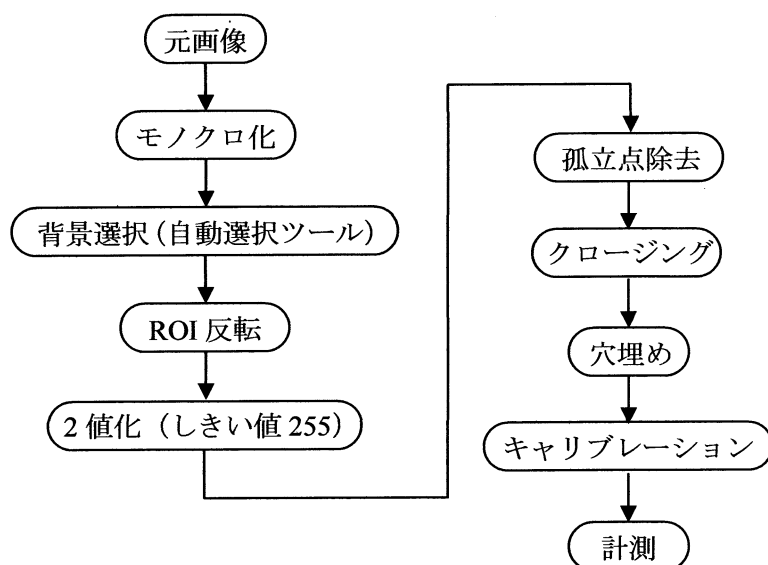 元画像
モノクロ化
背景選択（自動選択ツール）
ROI 反転
2 値化（しきい値 255）
孤立点除去
クロージング
穴埋め
キャリブレーション
計測